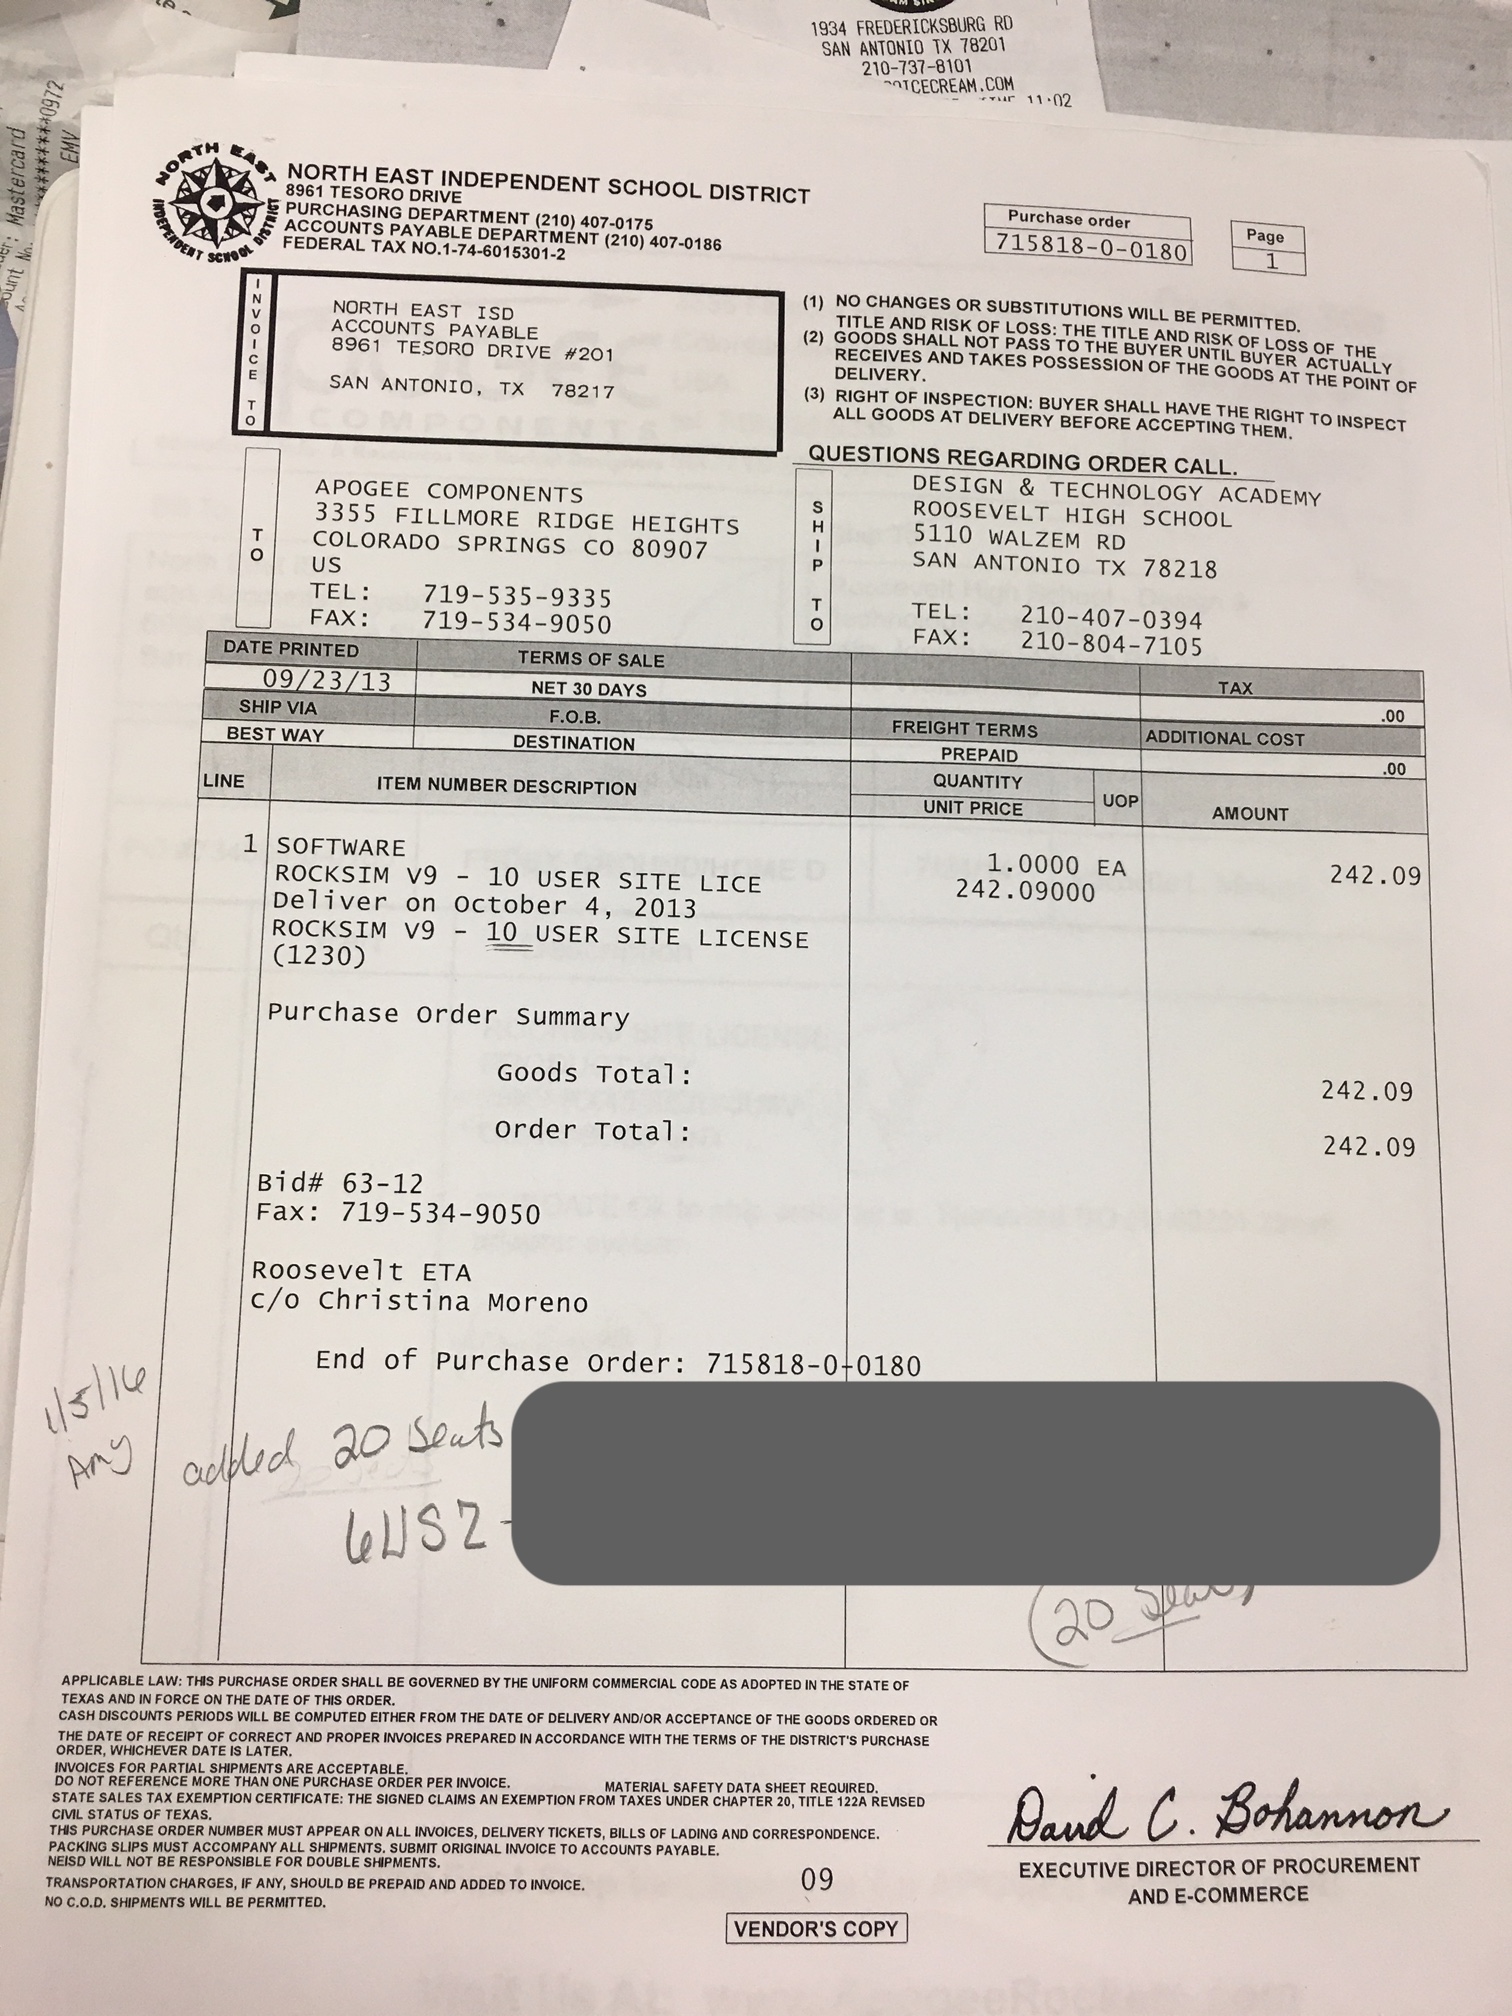 1934 FREDERICKSBURG RD
SAN ANTONIO TX 78201
210-737-8101
ICECREAM.COM
11:02
Mastercard
0972
EMV
NORTH EAST
INDEPENDENT SCHOOL DISTRICT
NORTH EAST INDEPENDENT SCHOOL DISTRICT
8961 TESORO DRIVE
PURCHASING DEPARTMENT (210) 407-0175
ACCOUNTS PAYABLE DEPARTMENT (210) 407-0186
FEDERAL TAX NO.1-74-6015301-2
Purchase order
715818-0-0180
Page
1
INVOICE TO
NORTH EAST ISD
ACCOUNTS PAYABLE
8961 TESORO DRIVE #201
SAN ANTONIO, TX 78217
(1) NO CHANGES OR SUBSTITUTIONS WILL BE PERMITTED.
TITLE AND RISK OF LOSS: THE TITLE AND RISK OF LOSS OF THE
(2) GOODS SHALL NOT PASS TO THE BUYER UNTIL BUYER ACTUALLY
RECEIVES AND TAKES POSSESSION OF THE GOODS AT THE POINT OF
DELIVERY.
(3) RIGHT OF INSPECTION: BUYER SHALL HAVE THE RIGHT TO INSPECT
ALL GOODS AT DELIVERY BEFORE ACCEPTING THEM.
QUESTIONS REGARDING ORDER CALL.
TO
APOGEE COMPONENTS
3355 FILLMORE RIDGE HEIGHTS
COLORADO SPRINGS CO 80907
US
TEL: 719-535-9335
FAX: 719-534-9050
SHIP TO
DESIGN & TECHNOLOGY ACADEMY
ROOSEVELT HIGH SCHOOL
5110 WALZEM RD
SAN ANTONIO TX 78218
TEL: 210-407-0394
FAX: 210-804-7105
DATE PRINTED TERMS OF SALE TAX
09/23/13 NET 30 DAYS .00
SHIP VIA F.O.B. FREIGHT TERMS ADDITIONAL COST
BEST WAY DESTINATION PREPAID .00
LINE ITEM NUMBER DESCRIPTION QUANTITY UOP AMOUNT
UNIT PRICE
1 SOFTWARE 1.0000 EA 242.09
ROCKSIM V9 - 10 USER SITE LICE 242.09000
Deliver on October 4, 2013
ROCKSIM V9 - 10 USER SITE LICENSE
(1230)
Purchase Order Summary
Goods Total: 242.09
Order Total: 242.09
Bid# 63-12
Fax: 719-534-9050
Roosevelt ETA
c/o Christina Moreno
End of Purchase Order: 715818-0-0180
1/5/16
Amy
added 20 seats
6USZ-
(20 Seats
APPLICABLE LAW: THIS PURCHASE ORDER SHALL BE GOVERNED BY THE UNIFORM COMMERCIAL CODE AS ADOPTED IN THE STATE OF
TEXAS AND IN FORCE ON THE DATE OF THIS ORDER.
CASH DISCOUNTS PERIODS WILL BE COMPUTED EITHER FROM THE DATE OF DELIVERY AND/OR ACCEPTANCE OF THE GOODS ORDERED OR
THE DATE OF RECEIPT OF CORRECT AND PROPER INVOICES PREPARED IN ACCORDANCE WITH THE TERMS OF THE DISTRICT'S PURCHASE
ORDER, WHICHEVER DATE IS LATER.
INVOICES FOR PARTIAL SHIPMENTS ARE ACCEPTABLE.
DO NOT REFERENCE MORE THAN ONE PURCHASE ORDER PER INVOICE. MATERIAL SAFETY DATA SHEET REQUIRED.
STATE SALES TAX EXEMPTION CERTIFICATE: THE SIGNED CLAIMS AN EXEMPTION FROM TAXES UNDER CHAPTER 20, TITLE 122A REVISED
CIVIL STATUS OF TEXAS.
THIS PURCHASE ORDER NUMBER MUST APPEAR ON ALL INVOICES, DELIVERY TICKETS, BILLS OF LADING AND CORRESPONDENCE.
PACKING SLIPS MUST ACCOMPANY ALL SHIPMENTS. SUBMIT ORIGINAL INVOICE TO ACCOUNTS PAYABLE.
NEISD WILL NOT BE RESPONSIBLE FOR DOUBLE SHIPMENTS.
TRANSPORTATION CHARGES, IF ANY, SHOULD BE PREPAID AND ADDED TO INVOICE.
NO C.O.D. SHIPMENTS WILL BE PERMITTED.
09
VENDOR'S COPY
David C. Bohannon
EXECUTIVE DIRECTOR OF PROCUREMENT
AND E-COMMERCE